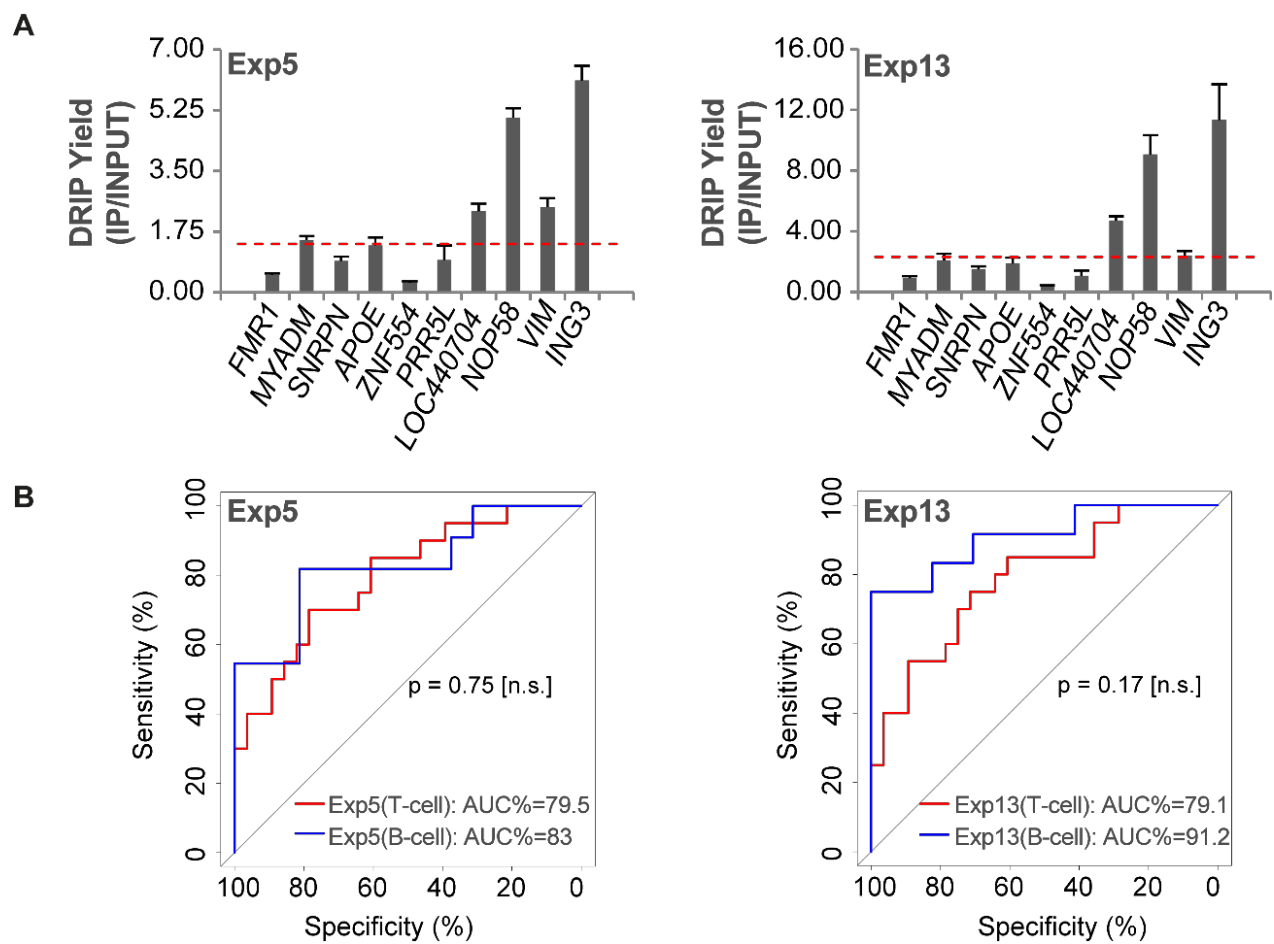 A
Exp5
DRIP Yield
(IP/INPUT)
7.00
5.25
3.50
1.75
0.00
FMR1
MYADM
SNRPN
APOE
ZNF554
PRR5L
LOC440704
NOP58
VIM
ING3
Exp13
DRIP Yield
(IP/INPUT)
16.00
12.00
8.00
4.00
0.00
FMR1
MYADM
SNRPN
APOE
ZNF554
PRR5L
LOC440704
NOP58
VIM
ING3
B
Exp5
Sensitivity (%)
100
80
60
40
20
0
p = 0.75 [n.s.]
Exp5(T-cell): AUC%=79.5
Exp5(B-cell): AUC%=83
100 80 60 40 20 0
Specificity (%)
Exp13
Sensitivity (%)
100
80
60
40
20
0
p = 0.17 [n.s.]
Exp13(T-cell): AUC%=79.1
Exp13(B-cell): AUC%=91.2
100 80 60 40 20 0
Specificity (%)